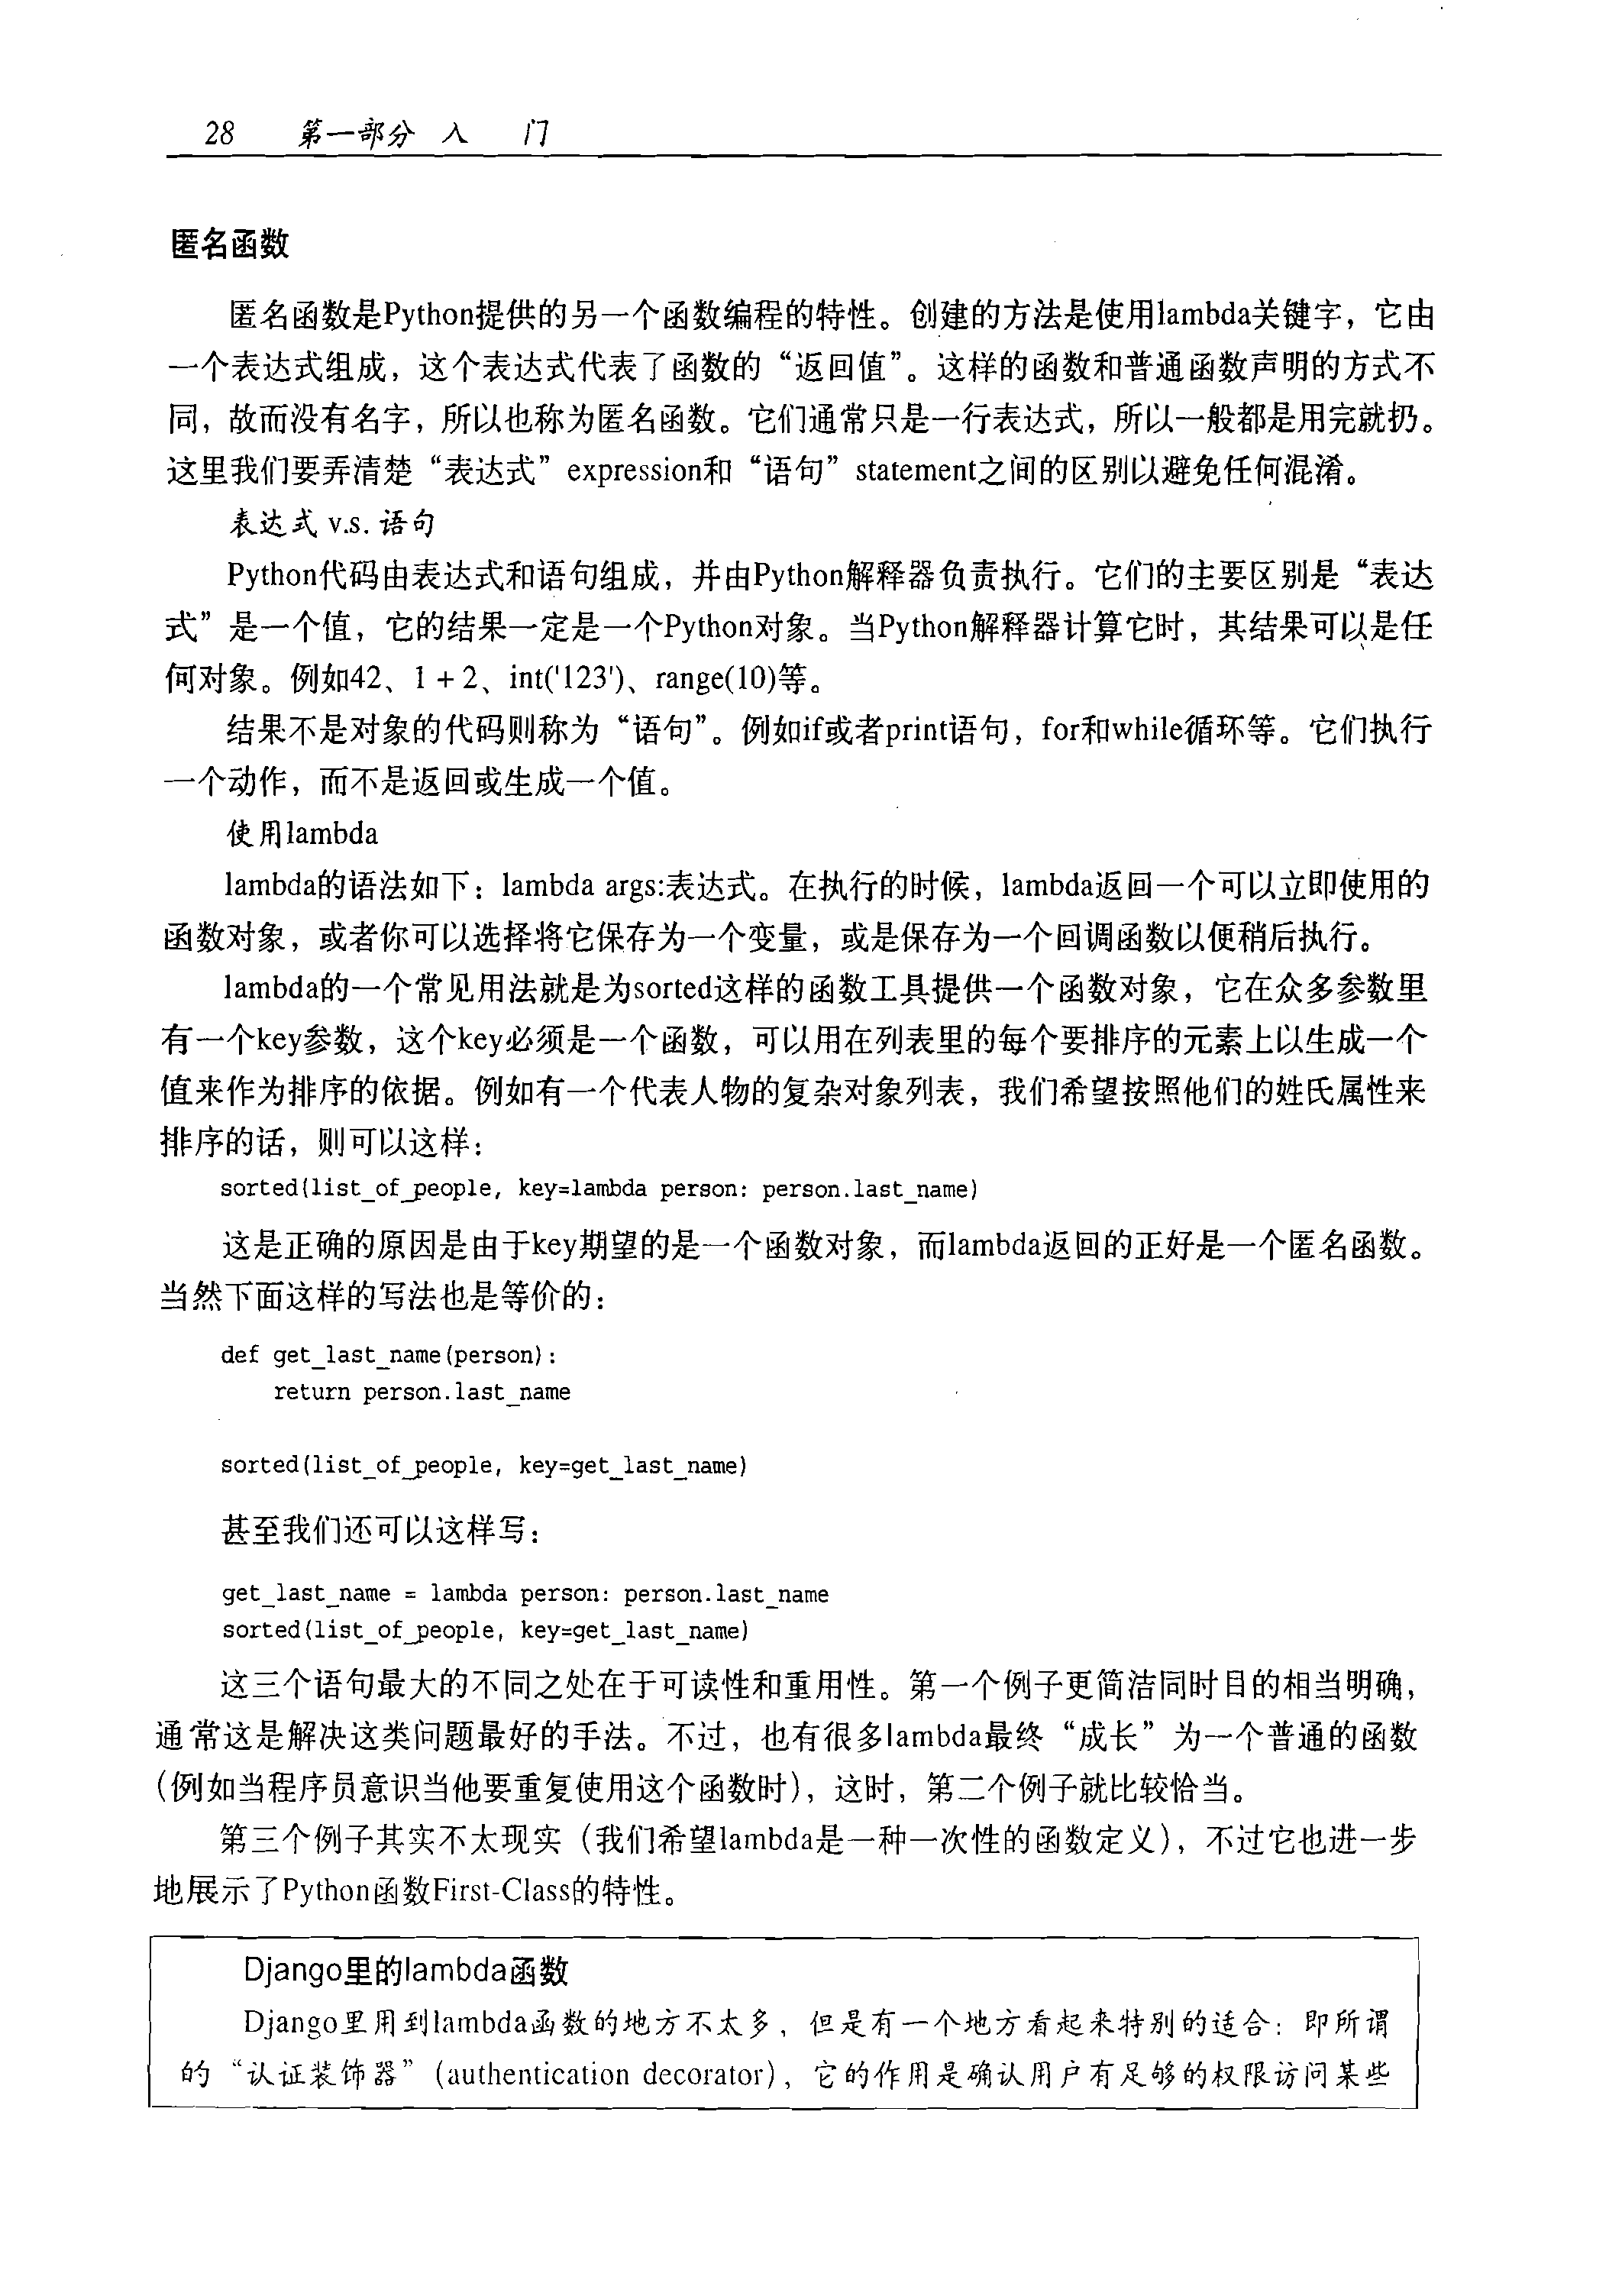 28 第一部分 入 门
匿名函数
匿名函数是Python提供的另一个函数编程的特性。创建的方法是使用lambda关键字，它由
一个表达式组成，这个表达式代表了函数的“返回值”。这样的函数和普通函数声明的方式不
同，故而没有名字，所以也称为匿名函数。它们通常只是一行表达式，所以一般都是用完就扔。
这里我们要弄清楚“表达式”expression和“语句”statement之间的区别以避免任何混淆。
表达式 v.s. 语句
Python代码由表达式和语句组成，并由Python解释器负责执行。它们的主要区别是“表达
式”是一个值，它的结果一定是一个Python对象。当Python解释器计算它时，其结果可以是任
何对象。例如42、1 + 2、int('123')、range(10)等。
结果不是对象的代码则称为“语句”。例如if或者print语句，for和while循环等。它们执行
一个动作，而不是返回或生成一个值。
使用lambda
lambda的语法如下：lambda args:表达式。在执行的时候，lambda返回一个可以立即使用的
函数对象，或者你可以选择将它保存为一个变量，或是保存为一个回调函数以便稍后执行。
lambda的一个常见用法就是为sorted这样的函数工具提供一个函数对象，它在众多参数里
有一个key参数，这个key必须是一个函数，可以用在列表里的每个要排序的元素上以生成一个
值来作为排序的依据。例如有一个代表人物的复杂对象列表，我们希望按照他们的姓氏属性来
排序的话，则可以这样：
sorted(list_of_people, key=lambda person: person.last_name)
这是正确的原因是由于key期望的是一个函数对象，而lambda返回的正好是一个匿名函数。
当然下面这样的写法也是等价的：
def get_last_name(person):
    return person.last_name
sorted(list_of_people, key=get_last_name)
甚至我们还可以这样写：
get_last_name = lambda person: person.last_name
sorted(list_of_people, key=get_last_name)
这三个语句最大的不同之处在于可读性和重用性。第一个例子更简洁同时目的相当明确，
通常这是解决这类问题最好的手法。不过，也有很多lambda最终“成长”为一个普通的函数
（例如当程序员意识当他要重复使用这个函数时），这时，第二个例子就比较恰当。
第三个例子其实不太现实（我们希望lambda是一种一次性的函数定义），不过它也进一步
地展示了Python函数First-Class的特性。
Django里的lambda函数
Django里用到lambda函数的地方不太多，但是有一个地方看起来特别的适合：即所谓
的“认证装饰器”（authentication decorator），它的作用是确认用户有足够的权限访问某些